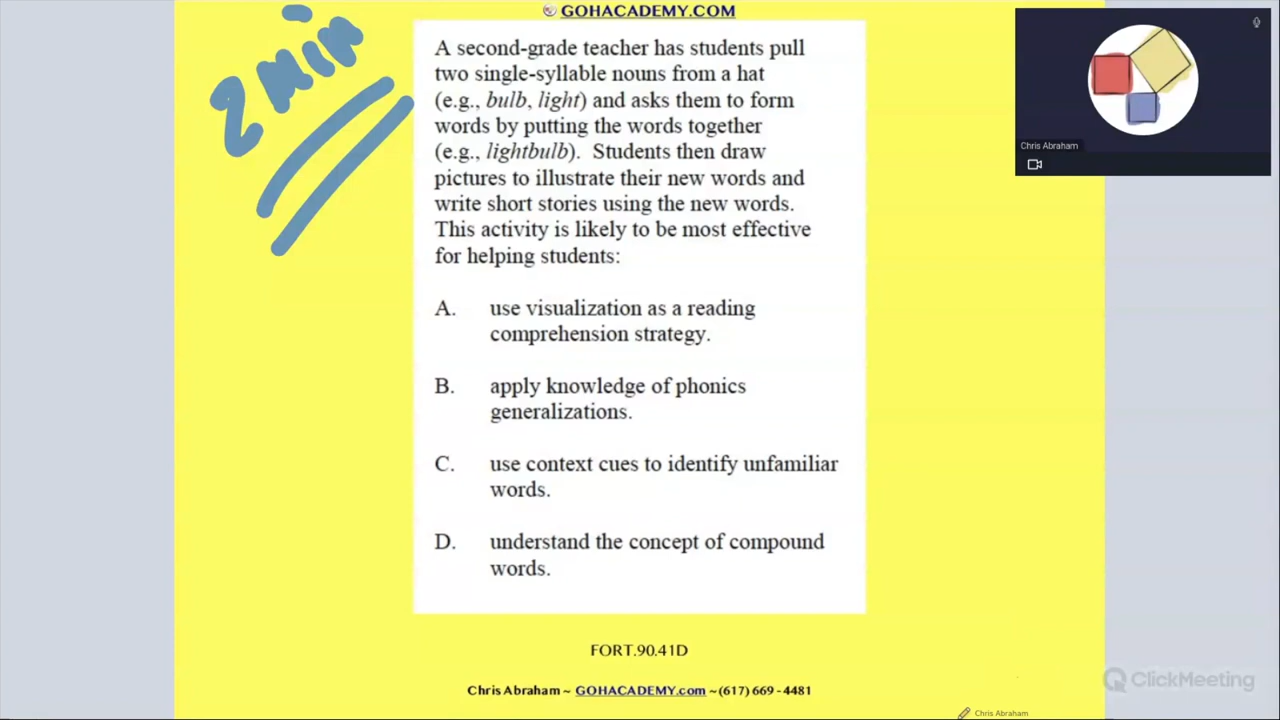 GOHACADEMY.COM
2 min
A second-grade teacher has students pull
two single-syllable nouns from a hat
(e.g., bulb, light) and asks them to form
words by putting the words together
(e.g., lightbulb).  Students then draw
pictures to illustrate their new words and
write short stories using the new words.
This activity is likely to be most effective
for helping students:
A. use visualization as a reading
comprehension strategy.
B. apply knowledge of phonics
generalizations.
C. use context cues to identify unfamiliar
words.
D. understand the concept of compound
words.
FORT.90.41D
Chris Abraham ~ GOHACADEMY.com ~(617) 669 - 4481
Chris Abraham
ClickMeeting
Chris Abraham